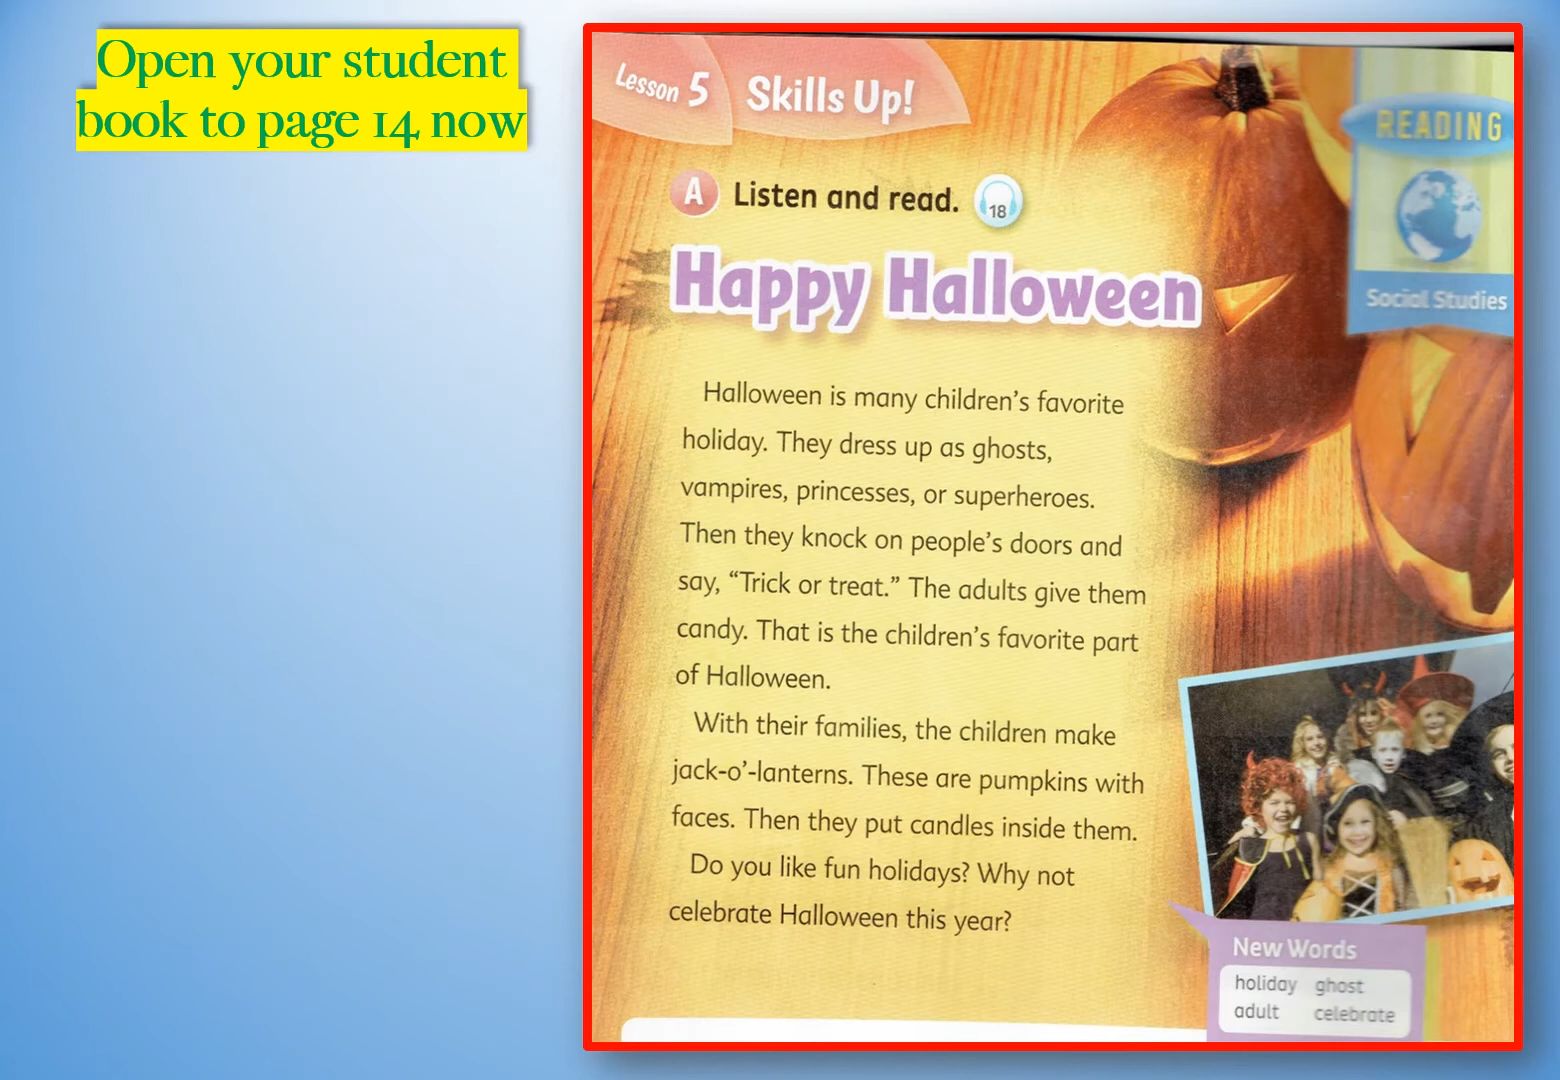 Open your student
book to page 14 now
Lesson 5
Skills Up!
READING
Social Studies
A Listen and read. 18
Happy Halloween
Halloween is many children's favorite
holiday. They dress up as ghosts,
vampires, princesses, or superheroes.
Then they knock on people's doors and
say, “Trick or treat.” The adults give them
candy. That is the children's favorite part
of Halloween.
With their families, the children make
jack-o'-lanterns. These are pumpkins with
faces. Then they put candles inside them.
Do you like fun holidays? Why not
celebrate Halloween this year?
New Words
holiday ghost
adult celebrate